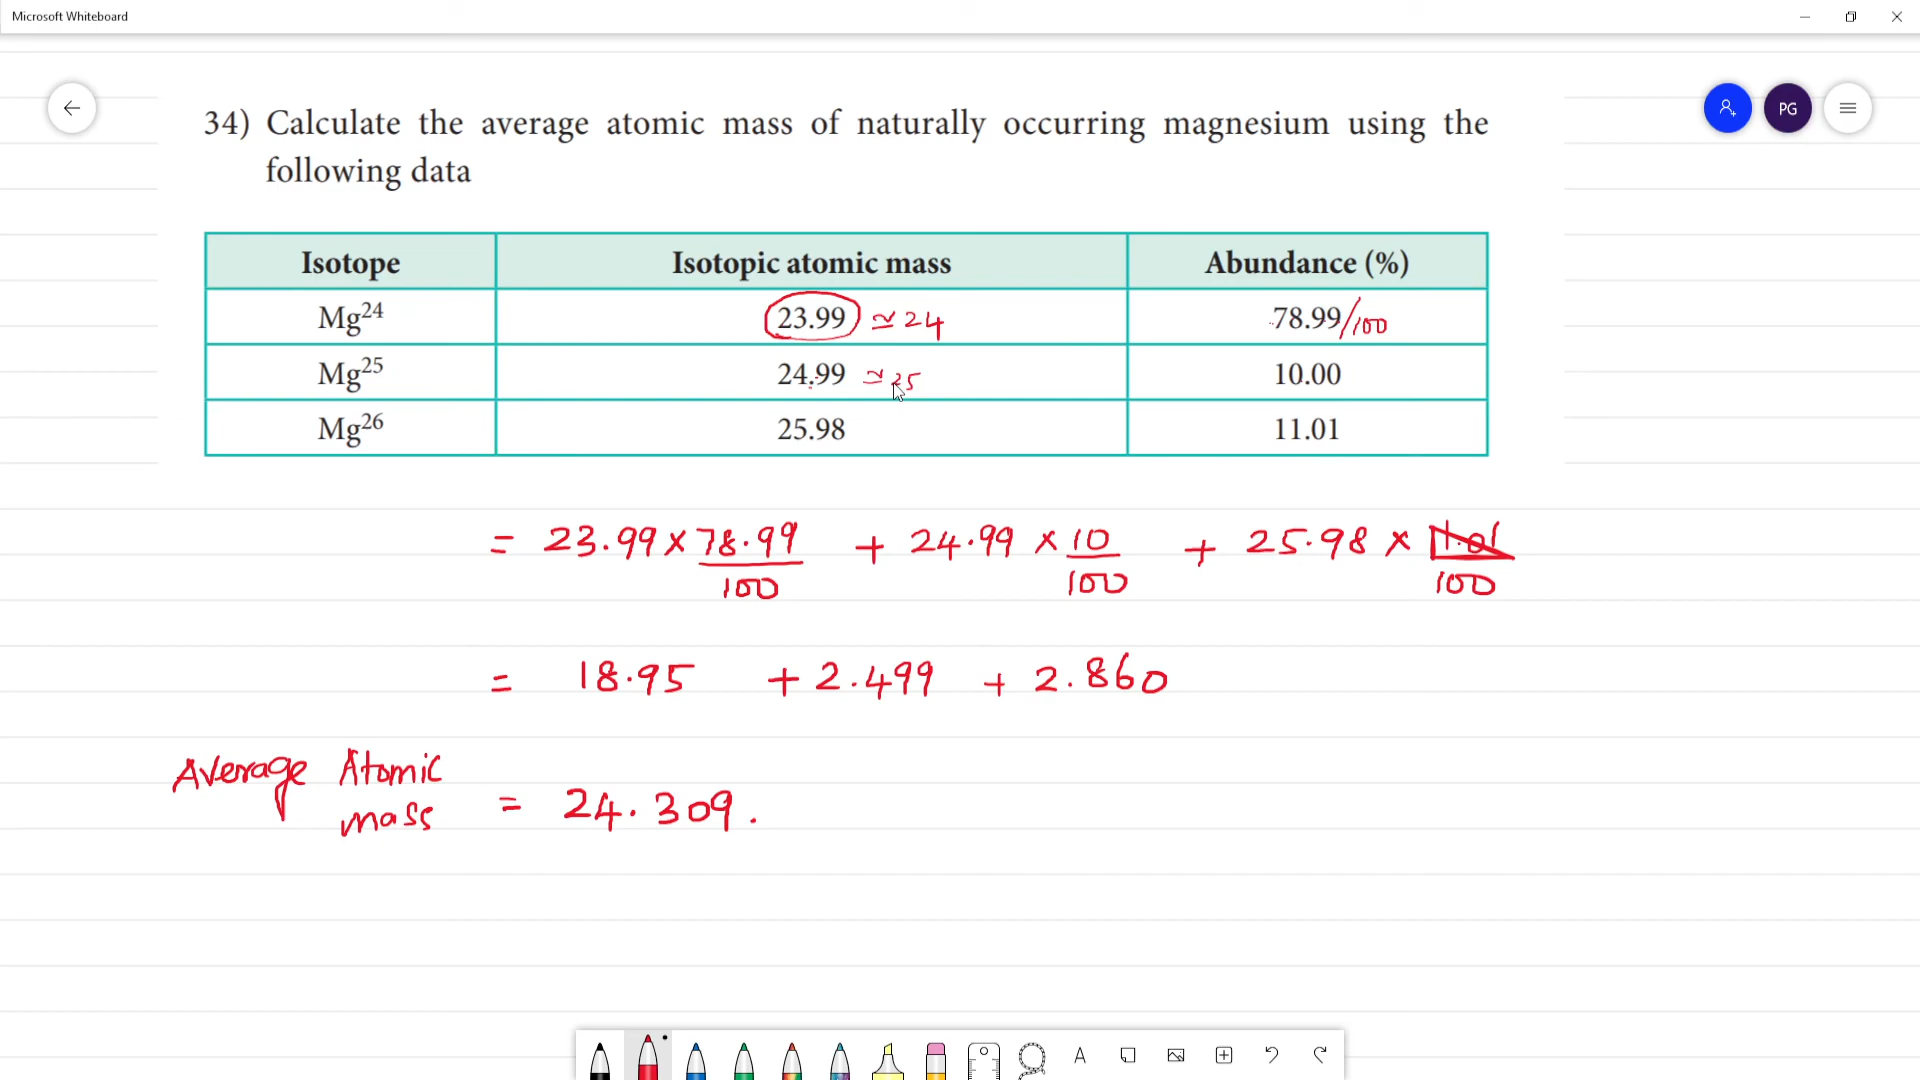 Microsoft Whiteboard
PG
34) Calculate the average atomic mass of naturally occurring magnesium using the
following data
Isotope Isotopic atomic mass Abundance (%)
Mg24 23.99 ≃ 24 78.99/100
Mg25 24.99 ≃ 25 10.00
Mg26 25.98 11.01
= 23.99 × 78.99/100 + 24.99 × 10/100 + 25.98 × 11.01/100
= 18.95 + 2.499 + 2.860
Average Atomic
mass = 24.309.
A